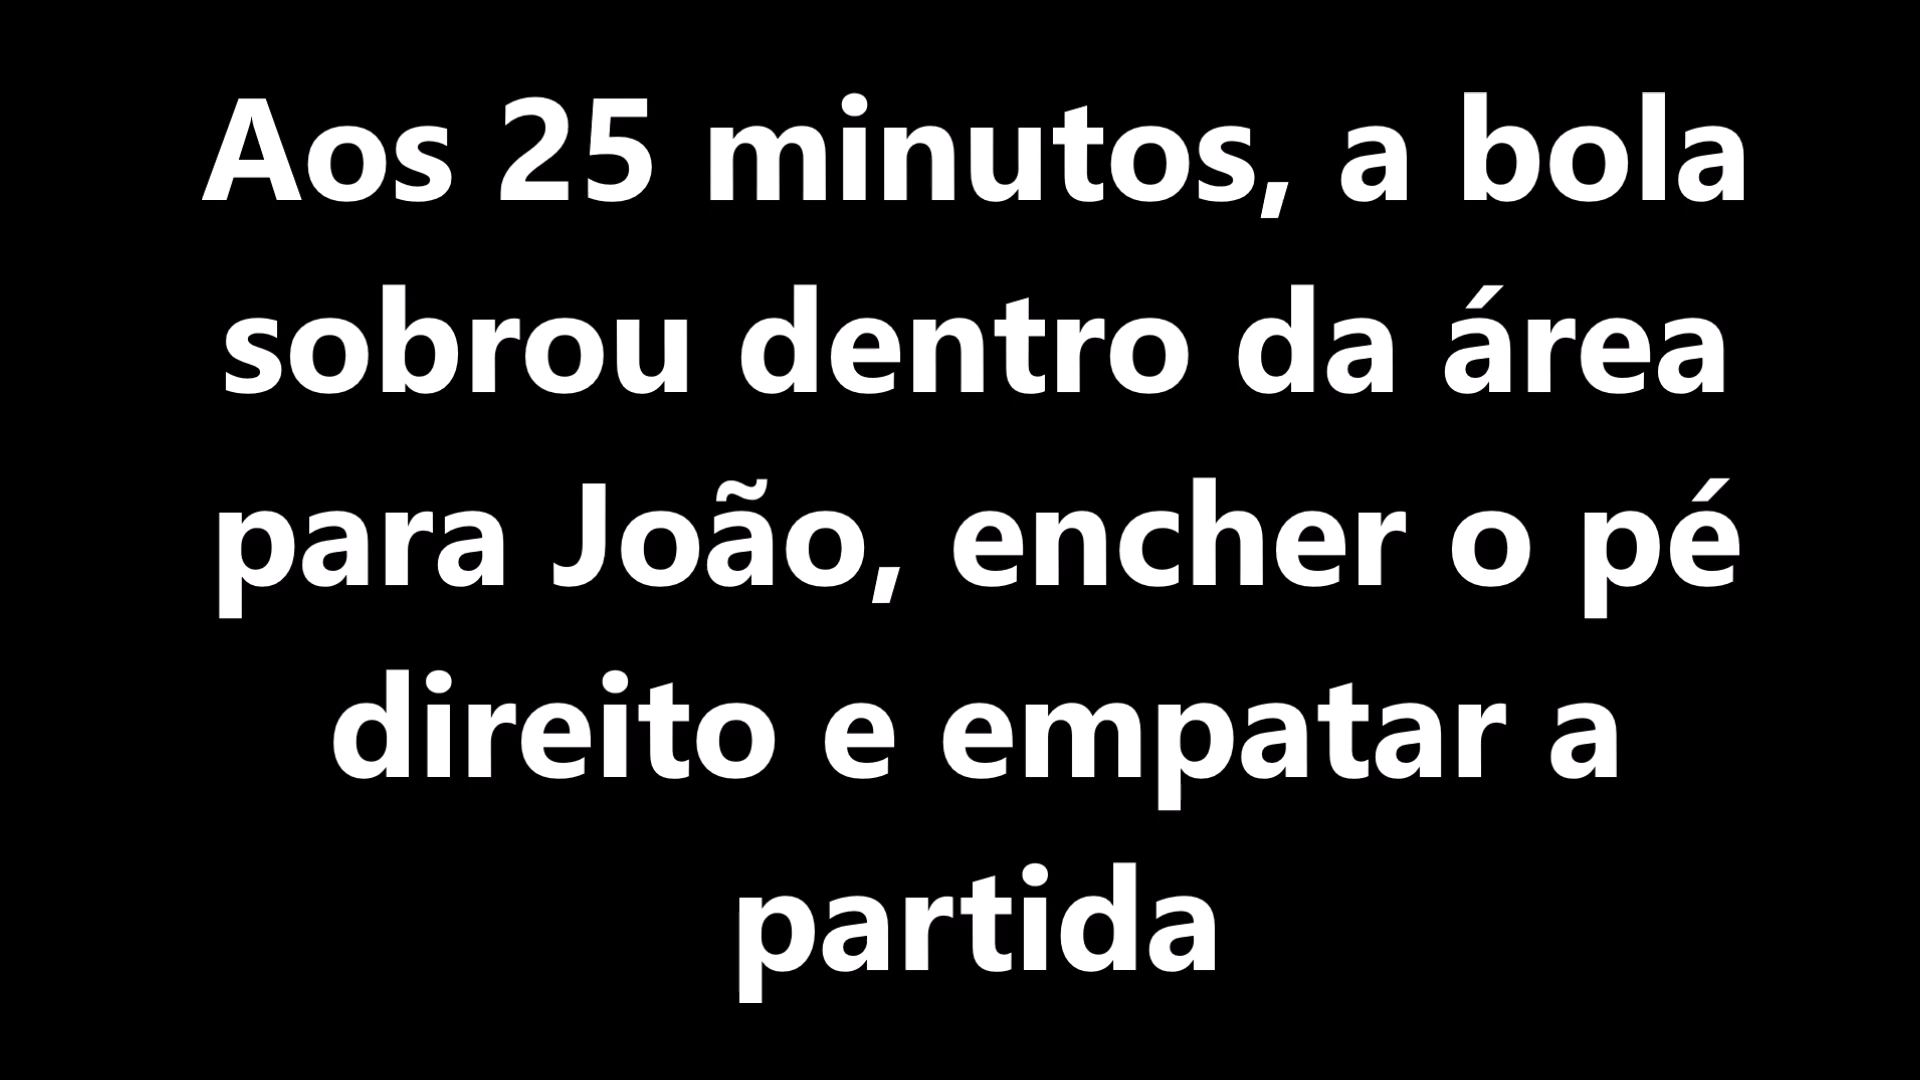 Aos 25 minutos, a bola
sobrou dentro da área
para João, encher o pé
direito e empatar a
partida